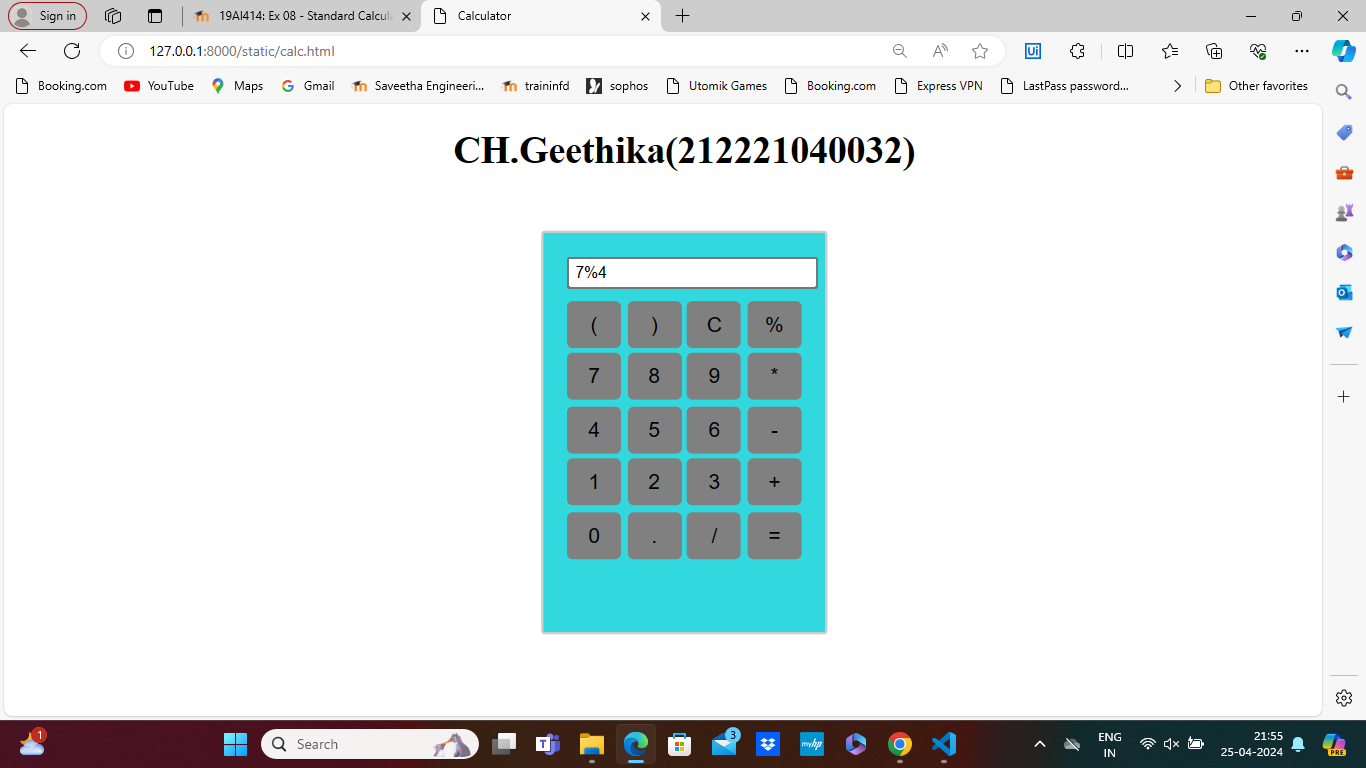 Sign in
19AI414: Ex 08 - Standard Calcula
Calculator
127.0.0.1:8000/static/calc.html
Booking.com YouTube Maps Gmail Saveetha Engineeri... traininfd sophos Utomik Games Booking.com Express VPN LastPass password... Other favorites
CH.Geethika(212221040032)
7%4
( ) C %
7 8 9 *
4 5 6 -
1 2 3 +
0 . / =
1
Search
3
myhp
ENG
IN
21:55
25-04-2024
PRE